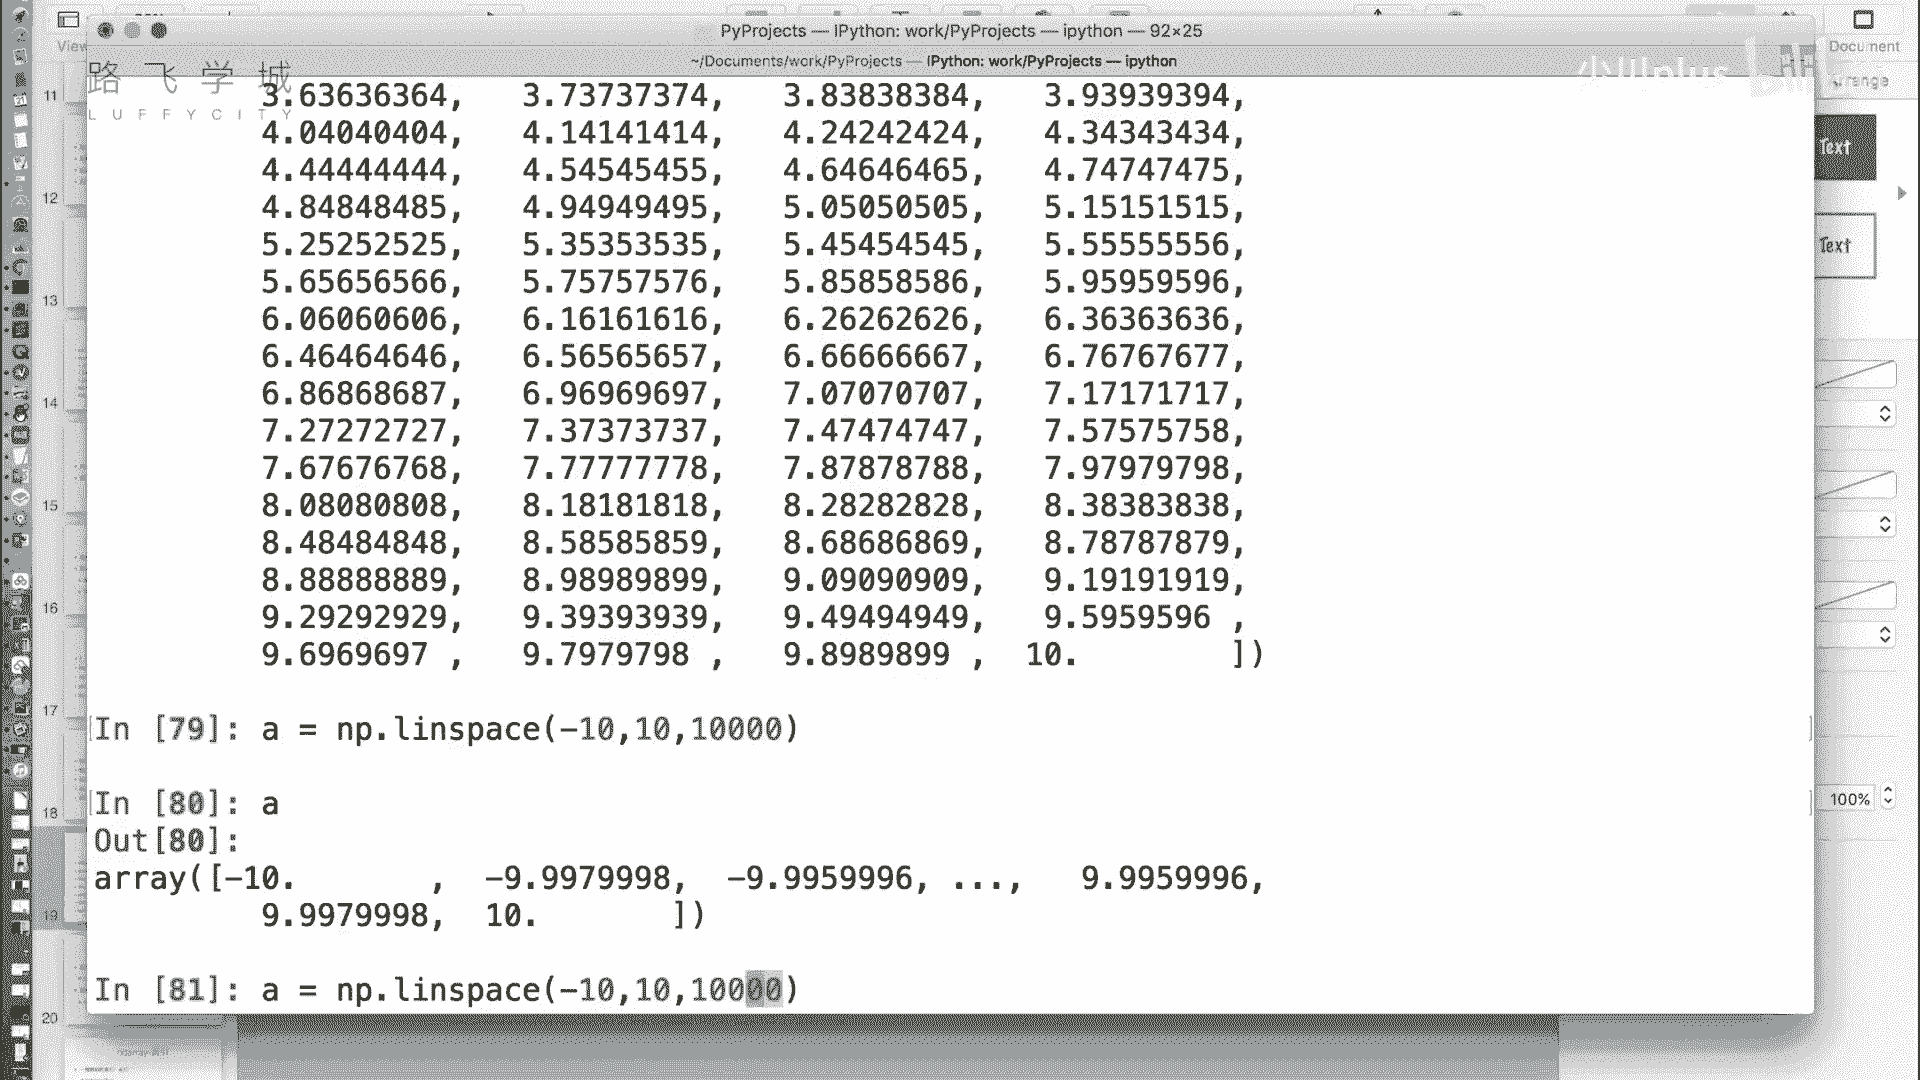 PyProjects — IPython: work/PyProjects — ipython — 92×25
View
Document
~/Documents/work/PyProjects — IPython: work/PyProjects — ipython
路飞学城
LUFFYCITY
plus
3.63636364, 3.73737374, 3.83838384, 3.93939394,
4.04040404, 4.14141414, 4.24242424, 4.34343434,
4.44444444, 4.54545455, 4.64646465, 4.74747475,
4.84848485, 4.94949495, 5.05050505, 5.15151515,
5.25252525, 5.35353535, 5.45454545, 5.55555556,
5.65656566, 5.75757576, 5.85858586, 5.95959596,
6.06060606, 6.16161616, 6.26262626, 6.36363636,
6.46464646, 6.56565657, 6.66666667, 6.76767677,
6.86868687, 6.96969697, 7.07070707, 7.17171717,
7.27272727, 7.37373737, 7.47474747, 7.57575758,
7.67676768, 7.77777778, 7.87878788, 7.97979798,
8.08080808, 8.18181818, 8.28282828, 8.38383838,
8.48484848, 8.58585859, 8.68686869, 8.78787879,
8.88888889, 8.98989899, 9.09090909, 9.19191919,
9.29292929, 9.39393939, 9.49494949, 9.5959596 ,
9.6969697 , 9.7979798 , 9.8989899 , 10. ])
In [79]: a = np.linspace(-10,10,10000)
In [80]: a
Out[80]:
array([-10. , -9.9979998, -9.9959996, ..., 9.9959996,
9.9979998, 10. ])
In [81]: a = np.linspace(-10,10,10000)
11
12
13
14
15
16
17
18
19
20
Text
Text
100%